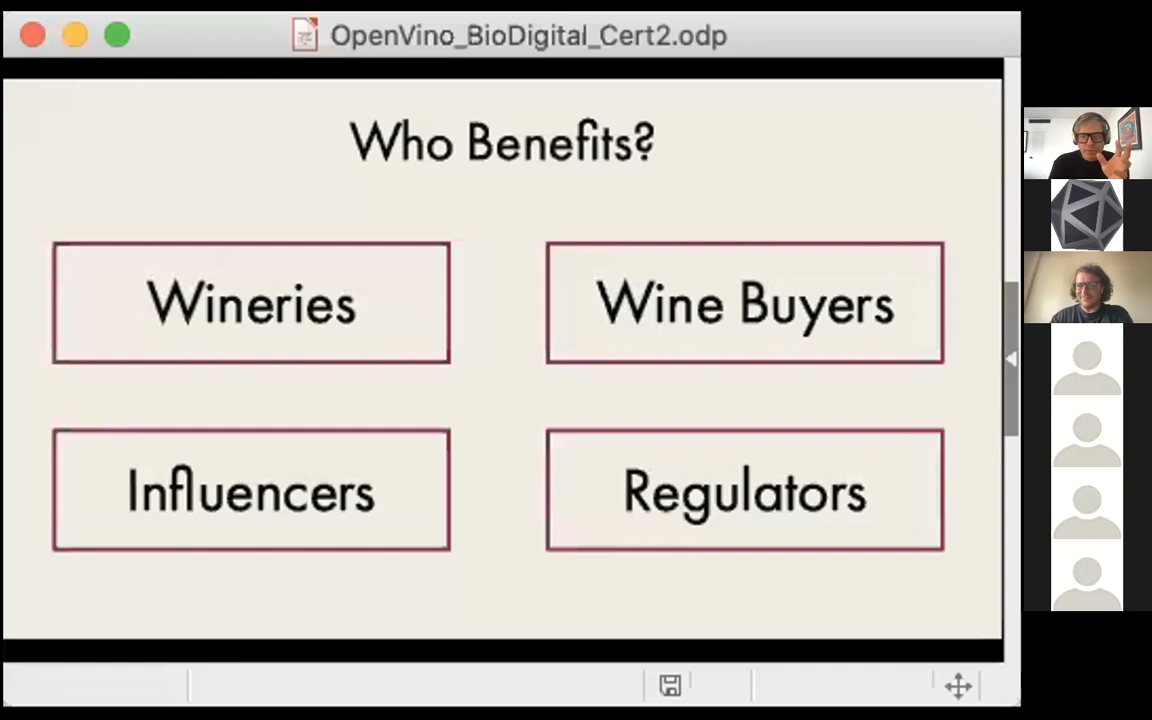 OpenVino_BioDigital_Cert2.odp
Who Benefits?
Wineries
Wine Buyers
Influencers
Regulators